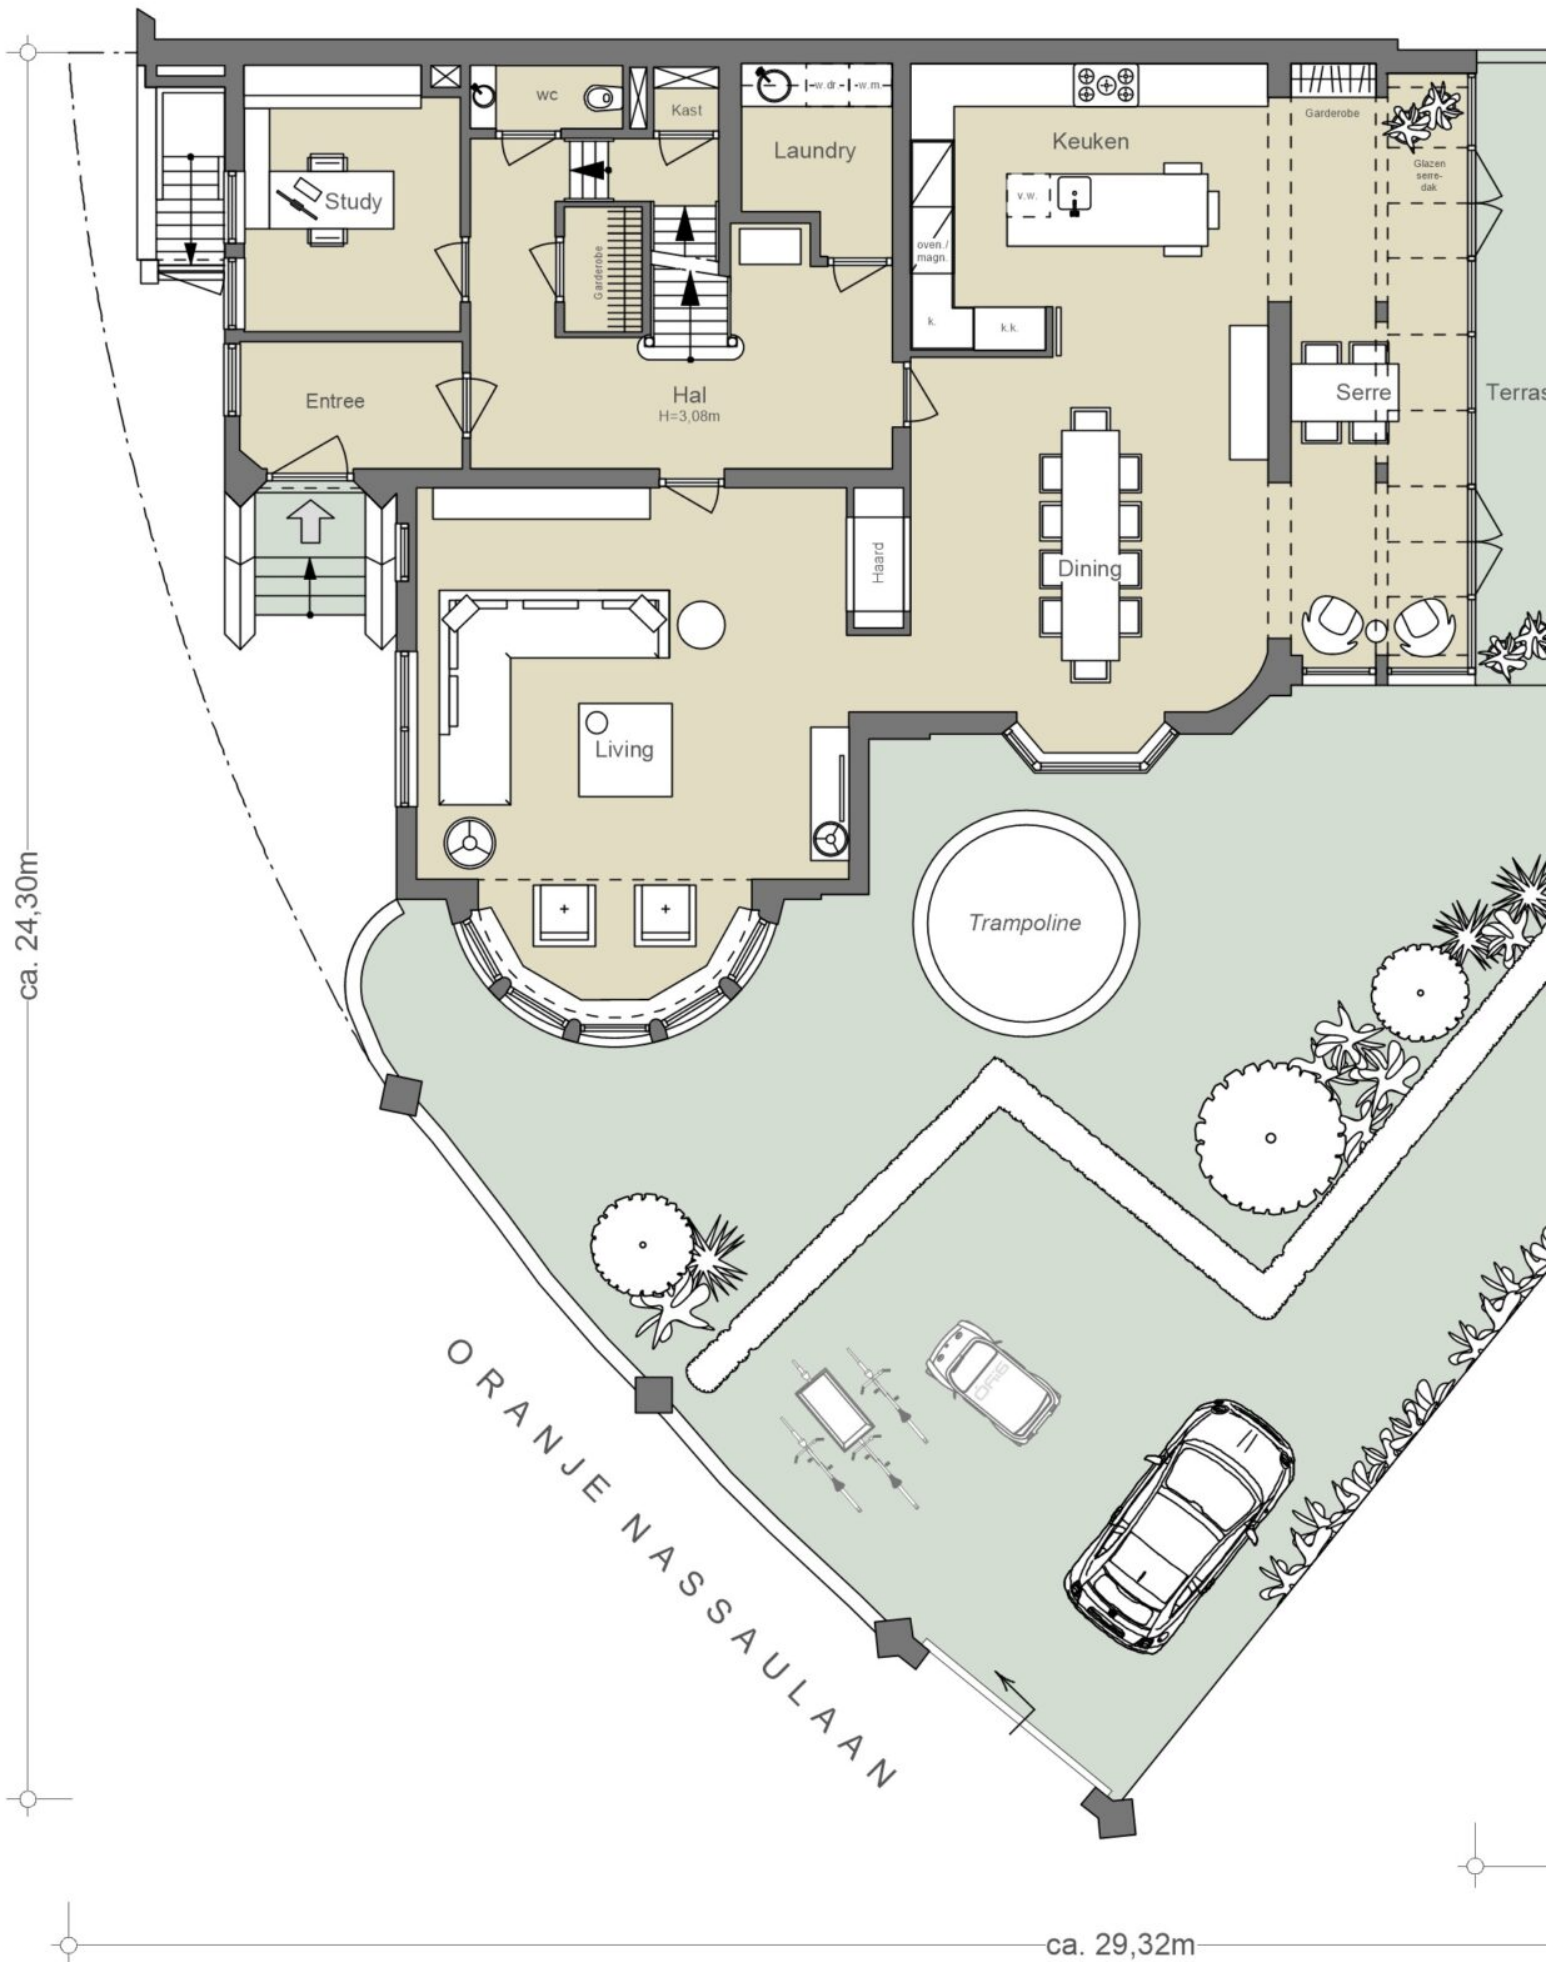 wc
Kast
w.dr.
w.m.
Laundry
Keuken
Garderobe
Glazen
serre-
dak
Study
v.w.
oven./
magn.
Garderobe
k.
k.k.
Entree
Hal
H=3,08m
Serre
Terras
Haard
Dining
Living
Trampoline
ca. 24,30m
ORANJE NASSAULAAN
ca. 29,32m